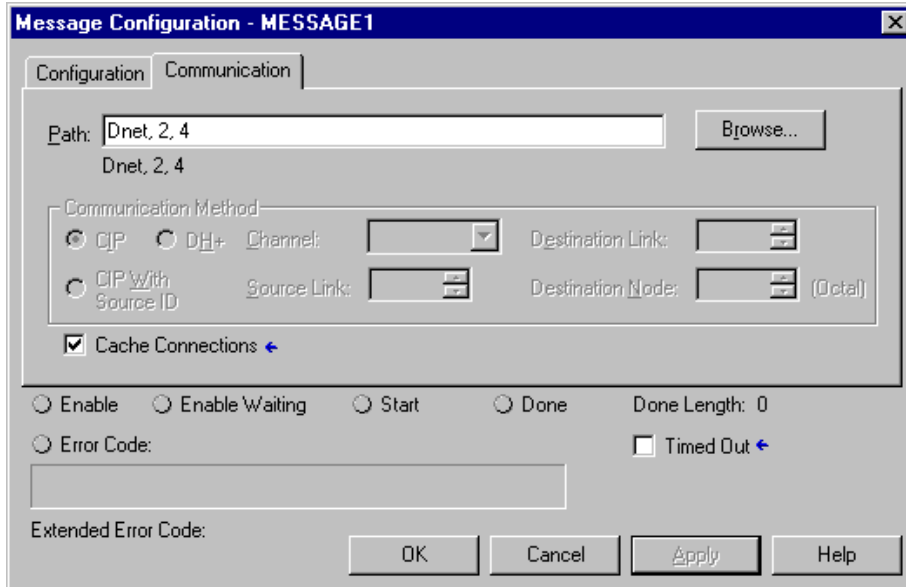 Message Configuration - MESSAGE1
Configuration Communication
Path: Dnet, 2, 4 Browse...
Dnet, 2, 4
Communication Method
CIP DH+ Channel: Destination Link:
CIP With
Source ID Source Link: Destination Node: (Octal)
Cache Connections
Enable Enable Waiting Start Done Done Length: 0
Error Code: Timed Out
Extended Error Code:
OK Cancel Apply Help